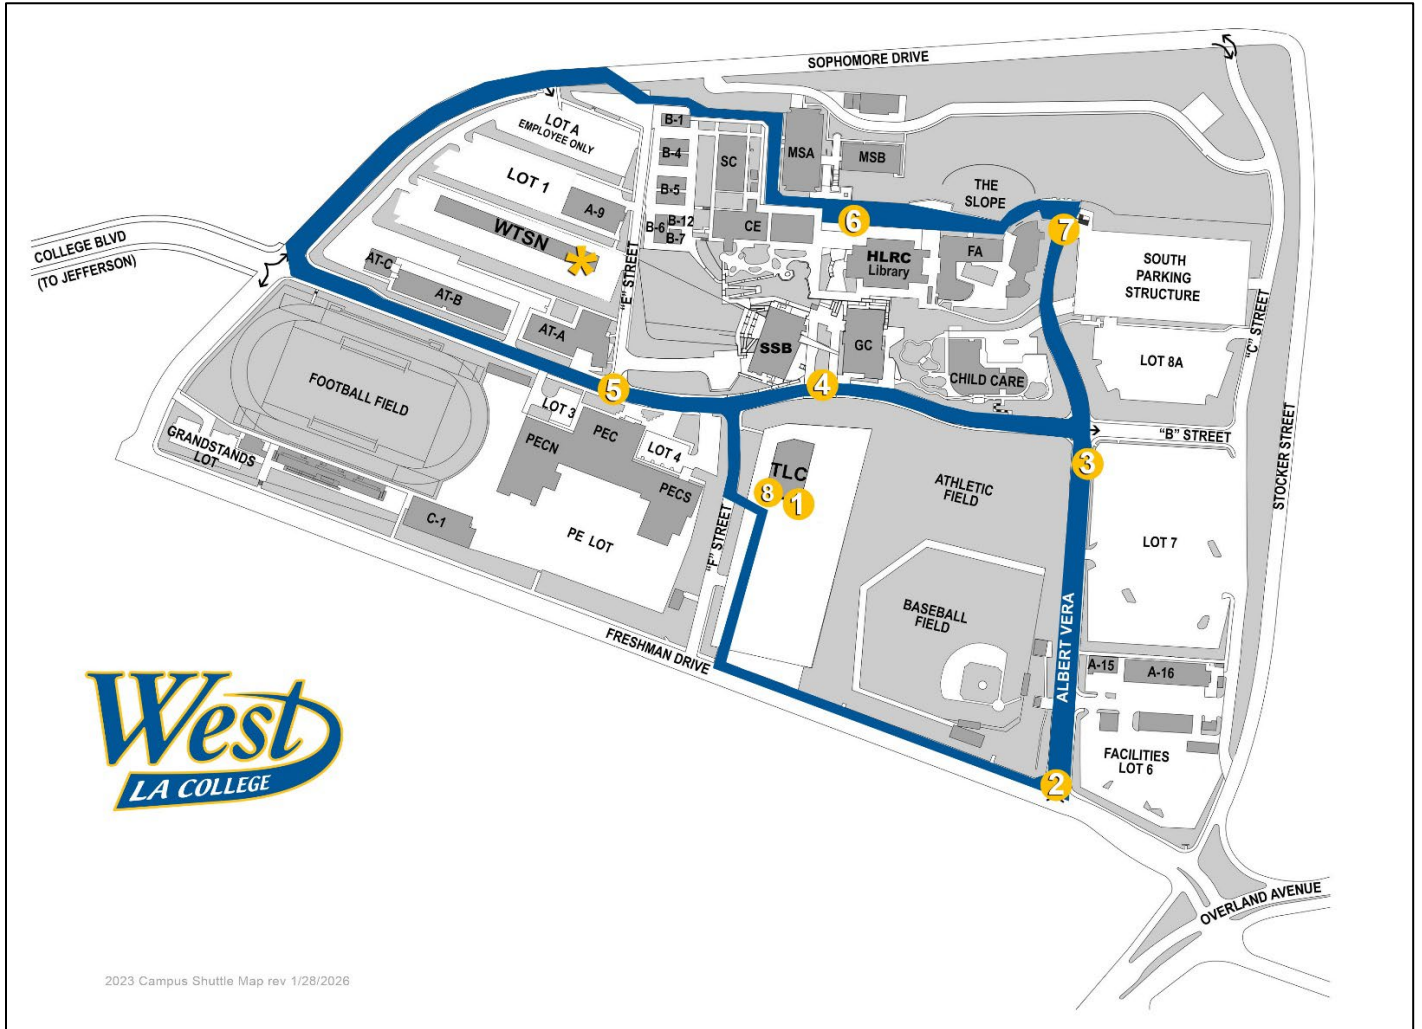 SOPHOMORE DRIVE
LOT A
EMPLOYEE ONLY
B-1
B-4
SC
MSA
MSB
LOT 1
B-5
THE
SLOPE
A-9
B-12
B-6
B-7
CE
6
7
WTSN
*
"E" STREET
COLLEGE BLVD
(TO JEFFERSON)
HLRC
Library
FA
SOUTH
PARKING
STRUCTURE
"C" STREET
AT-C
AT-B
AT-A
SSB
GC
LOT 8A
CHILD CARE
FOOTBALL FIELD
5
4
LOT 3
"B" STREET
STOCKER STREET
GRANDSTANDS
LOT
PECN
PEC
LOT 4
TLC
3
PECS
8
1
ATHLETIC
FIELD
C-1
PE LOT
"F" STREET
LOT 7
BASEBALL
FIELD
FRESHMAN DRIVE
ALBERT VERA
A-15
A-16
West
LA COLLEGE
FACILITIES
LOT 6
2
OVERLAND AVENUE
2023 Campus Shuttle Map rev 1/28/2026